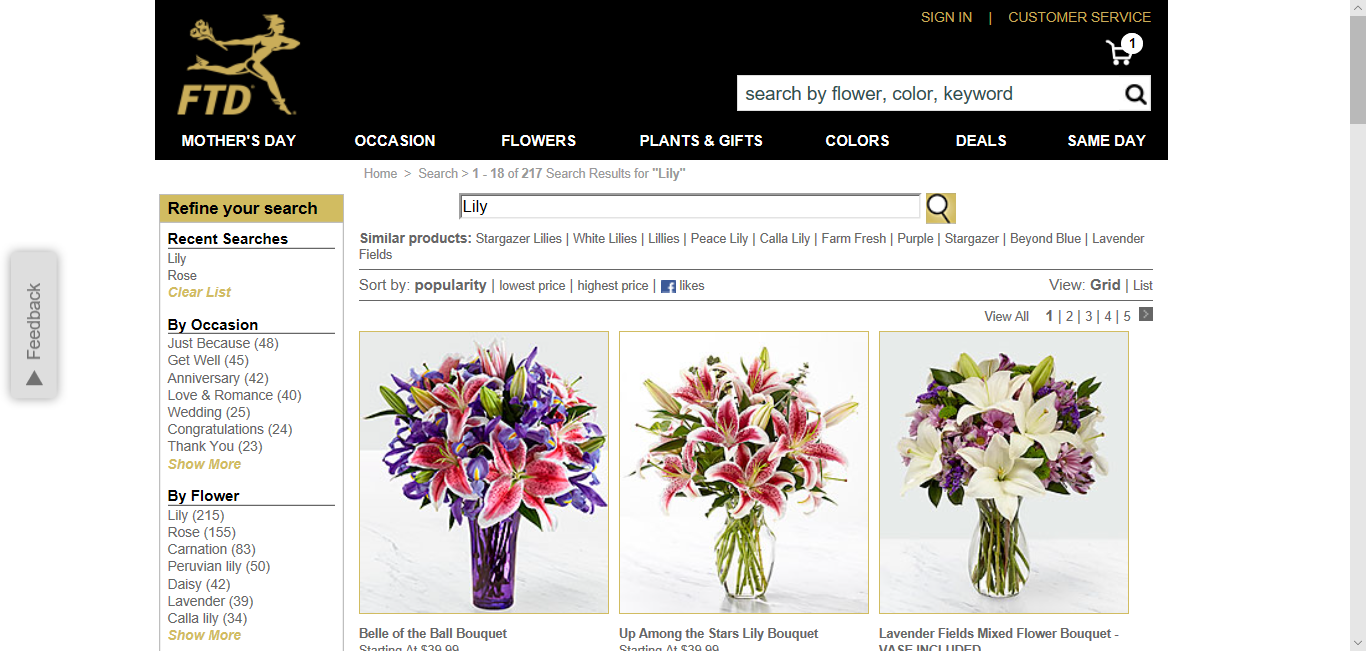 SIGN IN | CUSTOMER SERVICE
1
FTD
search by flower, color, keyword
MOTHER'S DAY OCCASION FLOWERS PLANTS & GIFTS COLORS DEALS SAME DAY
Home > Search > 1 - 18 of 217 Search Results for "Lily"
Refine your search
Recent Searches
Lily
Rose
Clear List
By Occasion
Just Because (48)
Get Well (45)
Anniversary (42)
Love & Romance (40)
Wedding (25)
Congratulations (24)
Thank You (23)
Show More
By Flower
Lily (215)
Rose (155)
Carnation (83)
Peruvian lily (50)
Daisy (42)
Lavender (39)
Calla lily (34)
Show More
Feedback
Lily
Similar products: Stargazer Lilies | White Lilies | Lillies | Peace Lily | Calla Lily | Farm Fresh | Purple | Stargazer | Beyond Blue | Lavender
Fields
Sort by: popularity | lowest price | highest price | f likes
View: Grid | List
View All 1 | 2 | 3 | 4 | 5
Belle of the Ball Bouquet
Starting At $39.99
Up Among the Stars Lily Bouquet
Starting At $39.99
Lavender Fields Mixed Flower Bouquet -
VASE INCLUDED